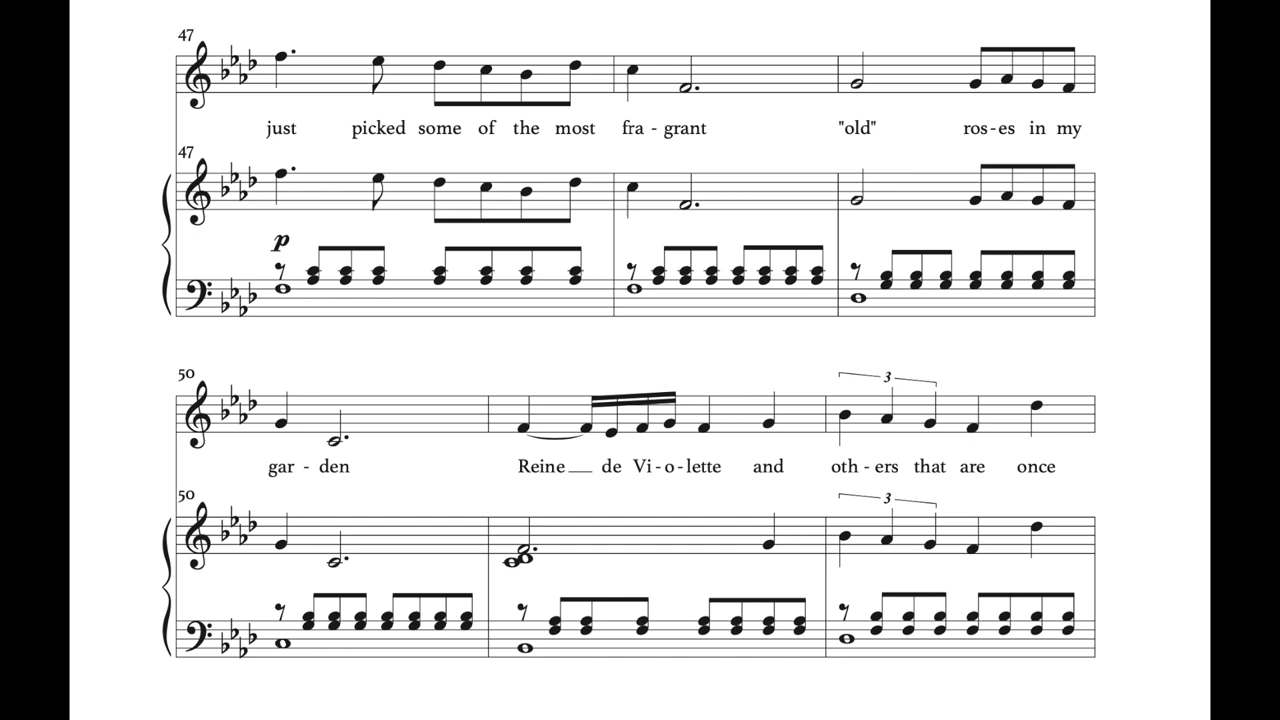 47
just picked some of the most fra - grant "old" ros - es in my
47
p
50
gar - den Reine de Vi - o - lette and oth - ers that are once
3
50
3